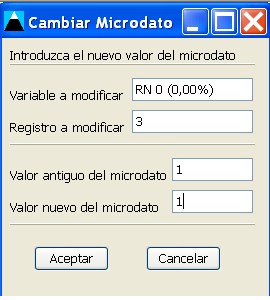 Cambiar Microdato
Introduzca el nuevo valor del microdato
Variable a modificar RN 0 (0,00%)
Registro a modificar 3
Valor antiguo del microdato 1
Valor nuevo del microdato 1
Aceptar Cancelar